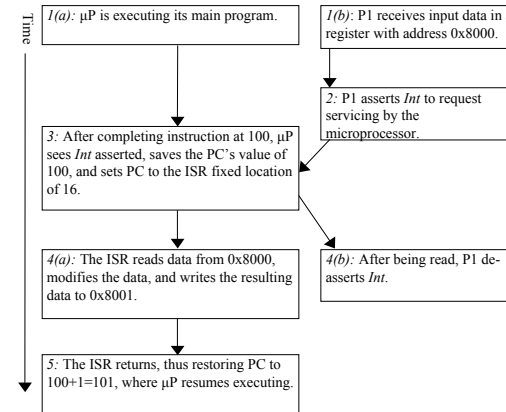 Time
1(a): μP is executing its main program.
1(b): P1 receives input data in
register with address 0x8000.
2: P1 asserts Int to request
servicing by the
microprocessor.
3: After completing instruction at 100, μP
sees Int asserted, saves the PC’s value of
100, and sets PC to the ISR fixed location
of 16.
4(a): The ISR reads data from 0x8000,
modifies the data, and writes the resulting
data to 0x8001.
4(b): After being read, P1 de-
asserts Int.
5: The ISR returns, thus restoring PC to
100+1=101, where μP resumes executing.